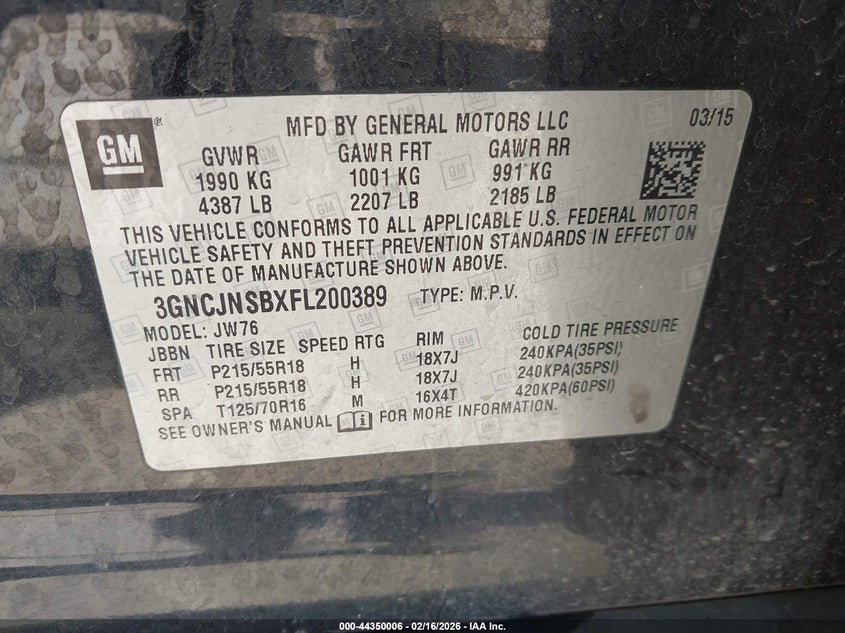 GM
MFD BY GENERAL MOTORS LLC 03/15
GVWR GAWR FRT GAWR RR
1990 KG 1001 KG 991 KG
4387 LB 2207 LB 2185 LB
THIS VEHICLE CONFORMS TO ALL APPLICABLE U.S. FEDERAL MOTOR
VEHICLE SAFETY AND THEFT PREVENTION STANDARDS IN EFFECT ON
THE DATE OF MANUFACTURE SHOWN ABOVE.
3GNCJNSBXFL200389 TYPE: M.P.V.
MODEL: JW76
JBBN TIRE SIZE SPEED RTG RIM COLD TIRE PRESSURE
FRT P215/55R18 H 18X7J 240KPA(35PSI)
RR P215/55R18 H 18X7J 240KPA(35PSI)
SPA T125/70R16 M 16X4T 420KPA(60PSI)
SEE OWNER'S MANUAL FOR MORE INFORMATION.
000-44350006 - 02/16/2026 - IAA Inc.